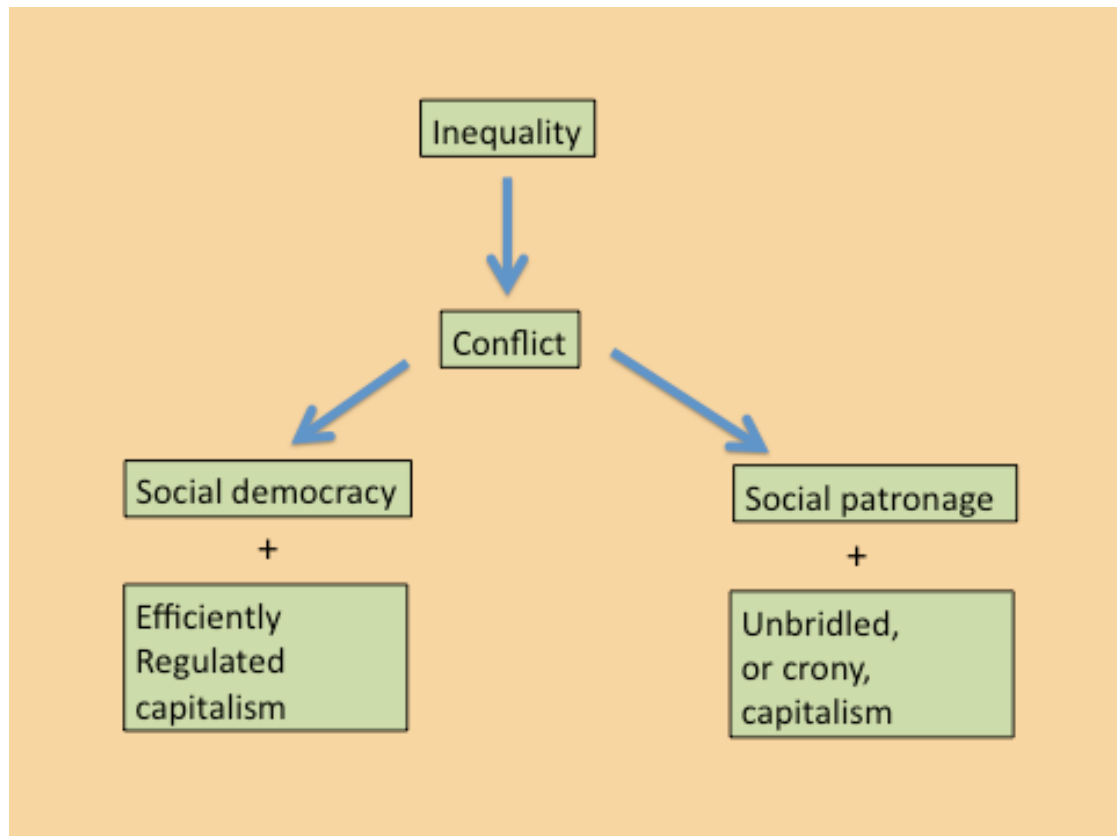 Inequality
Conflict
Social democracy
+
Efficiently
Regulated
capitalism
Social patronage
+
Unbridled,
or crony,
capitalism